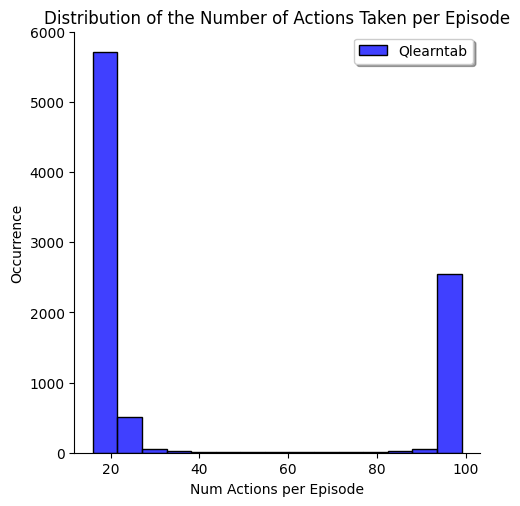 Distribution of the Number of Actions Taken per Episode
Qlearntab
6000
5000
4000
3000
2000
1000
0
Occurrence
20 40 60 80 100
Num Actions per Episode